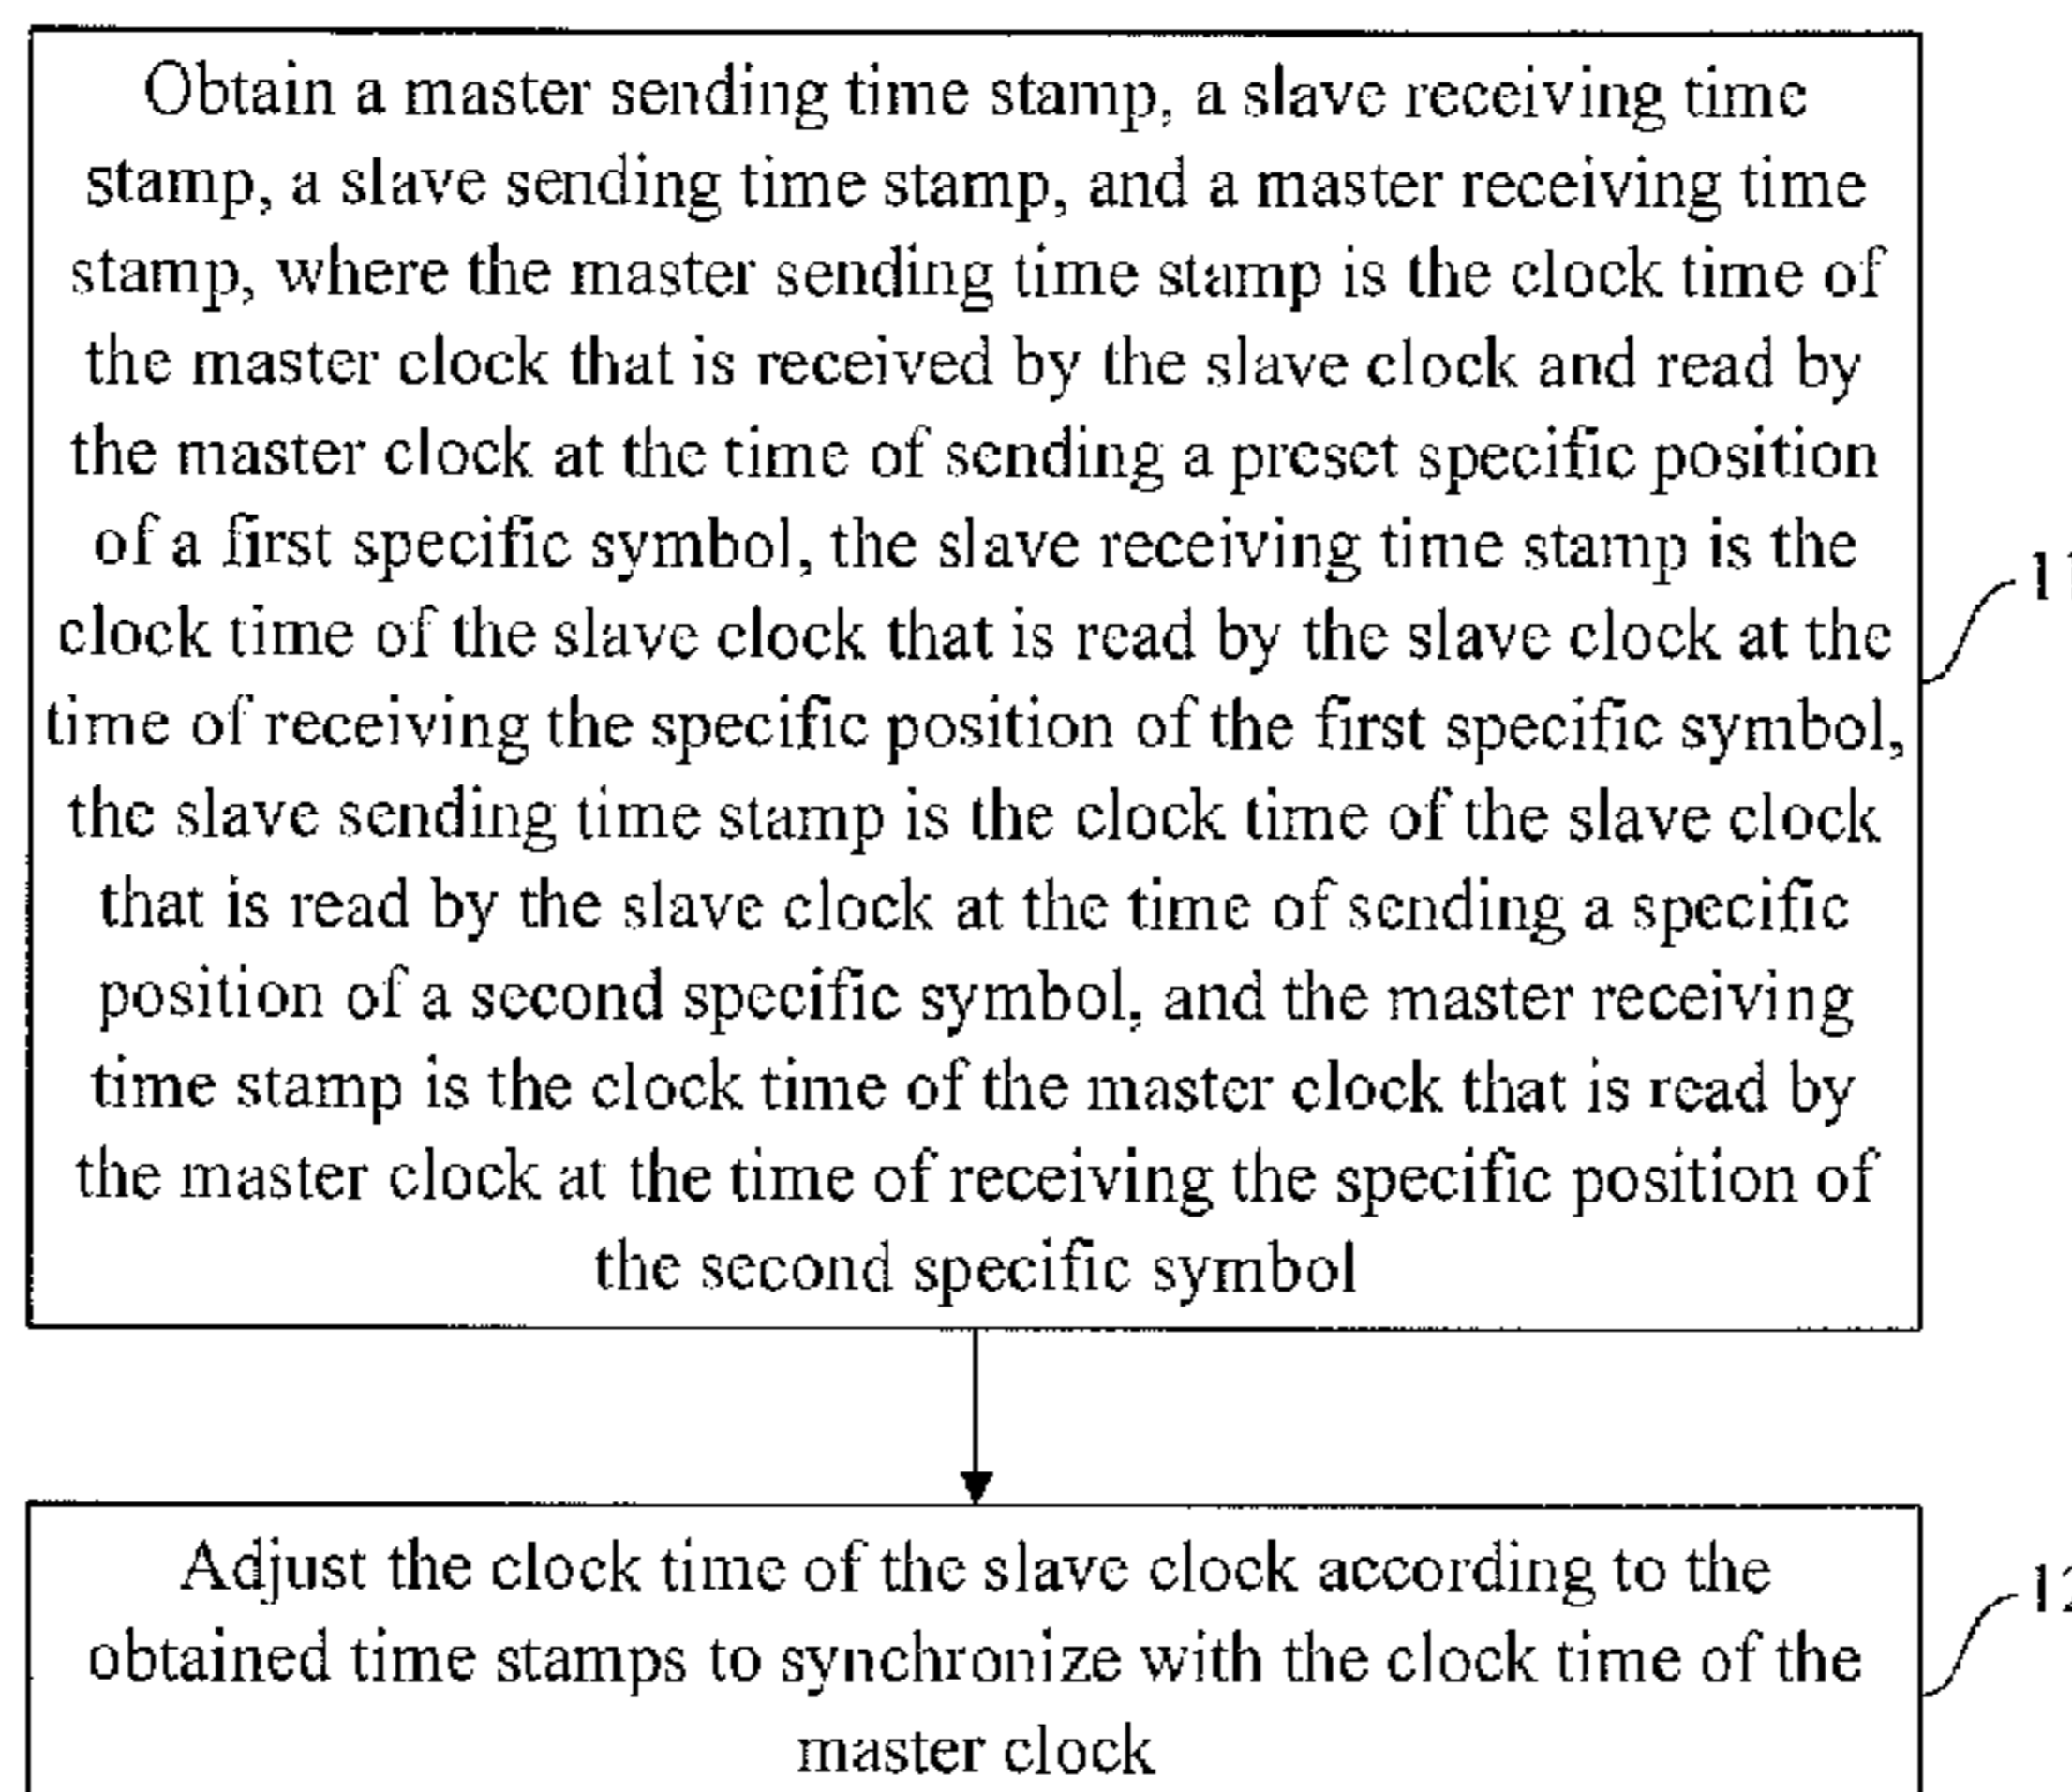 Obtain a master sending time stamp, a slave receiving time
stamp, a slave sending time stamp, and a master receiving time
stamp, where the master sending time stamp is the clock time of
the master clock that is received by the slave clock and read by
the master clock at the time of sending a preset specific position
of a first specific symbol, the slave receiving time stamp is the
clock time of the slave clock that is read by the slave clock at the
time of receiving the specific position of the first specific symbol,
the slave sending time stamp is the clock time of the slave clock
that is read by the slave clock at the time of sending a specific
position of a second specific symbol, and the master receiving
time stamp is the clock time of the master clock that is read by
the master clock at the time of receiving the specific position of
the second specific symbol
11
Adjust the clock time of the slave clock according to the
obtained time stamps to synchronize with the clock time of the
master clock
12